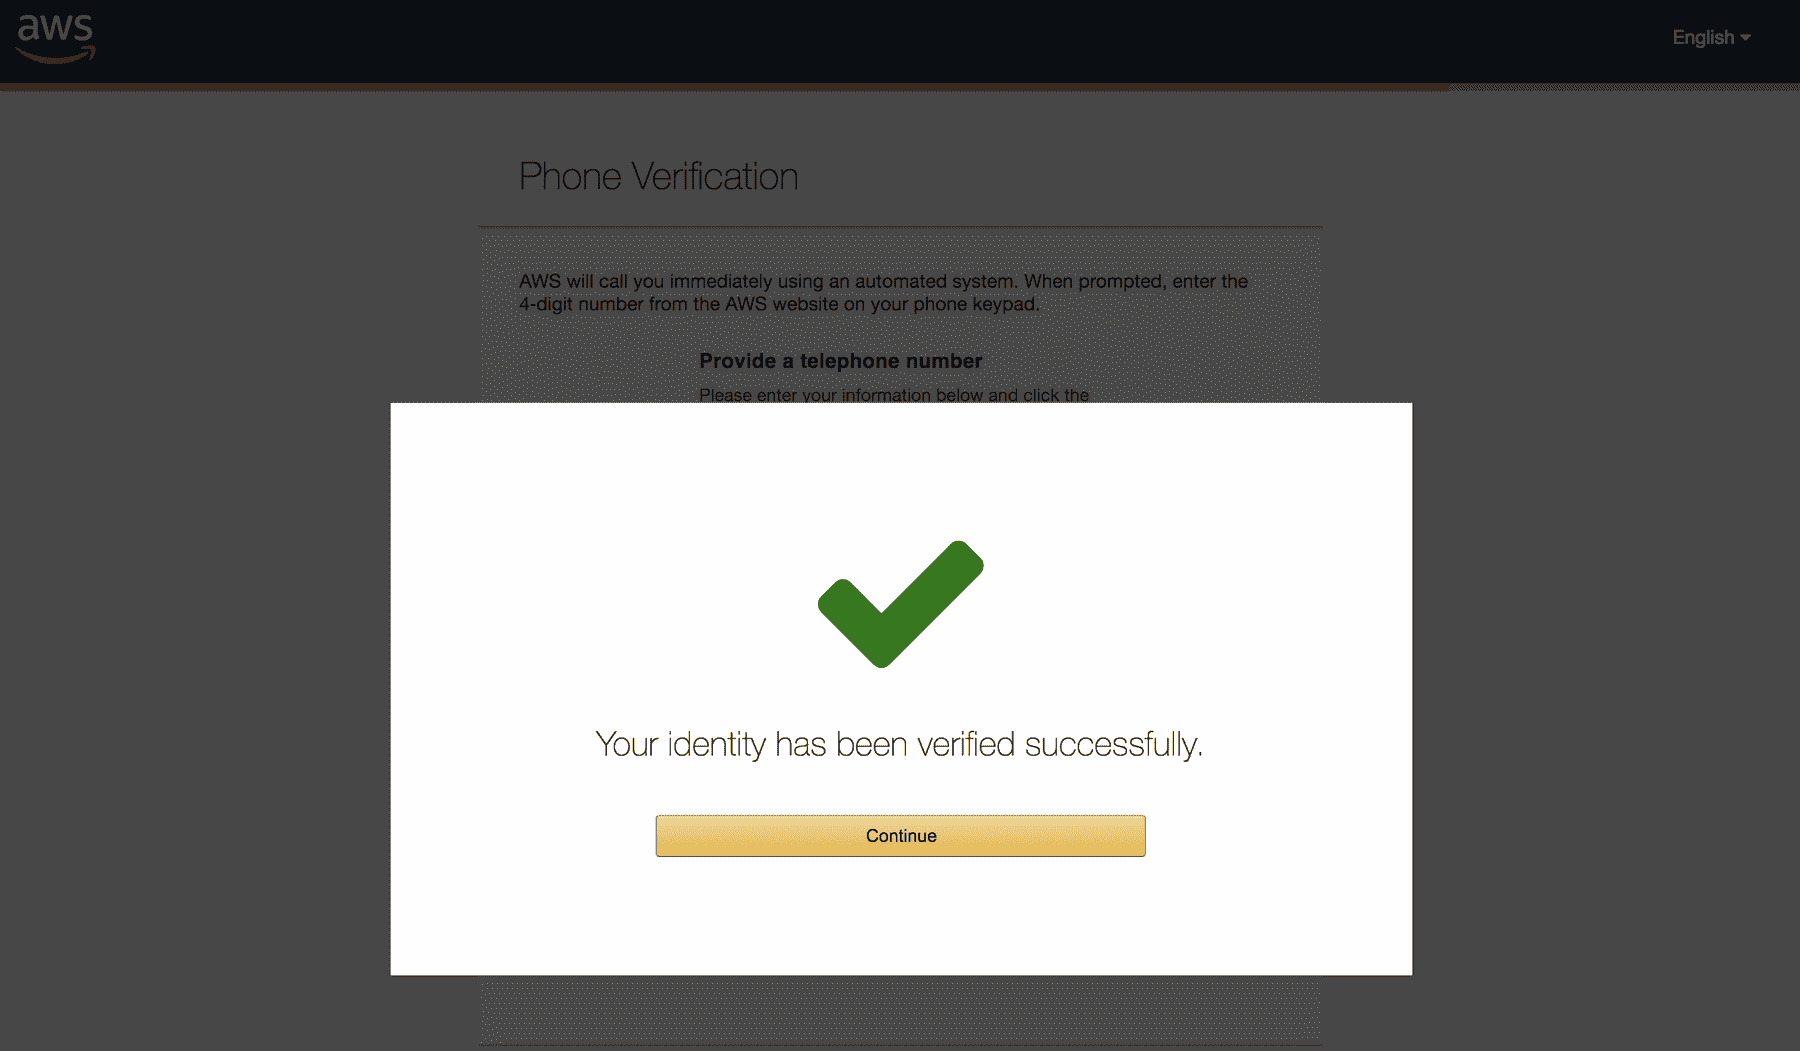 aws
English
Phone Verification
AWS will call you immediately using an automated system. When prompted, enter the
4-digit number from the AWS website on your phone keypad.
Provide a telephone number
Please enter your information below and click the
Your identity has been verified successfully.
Continue